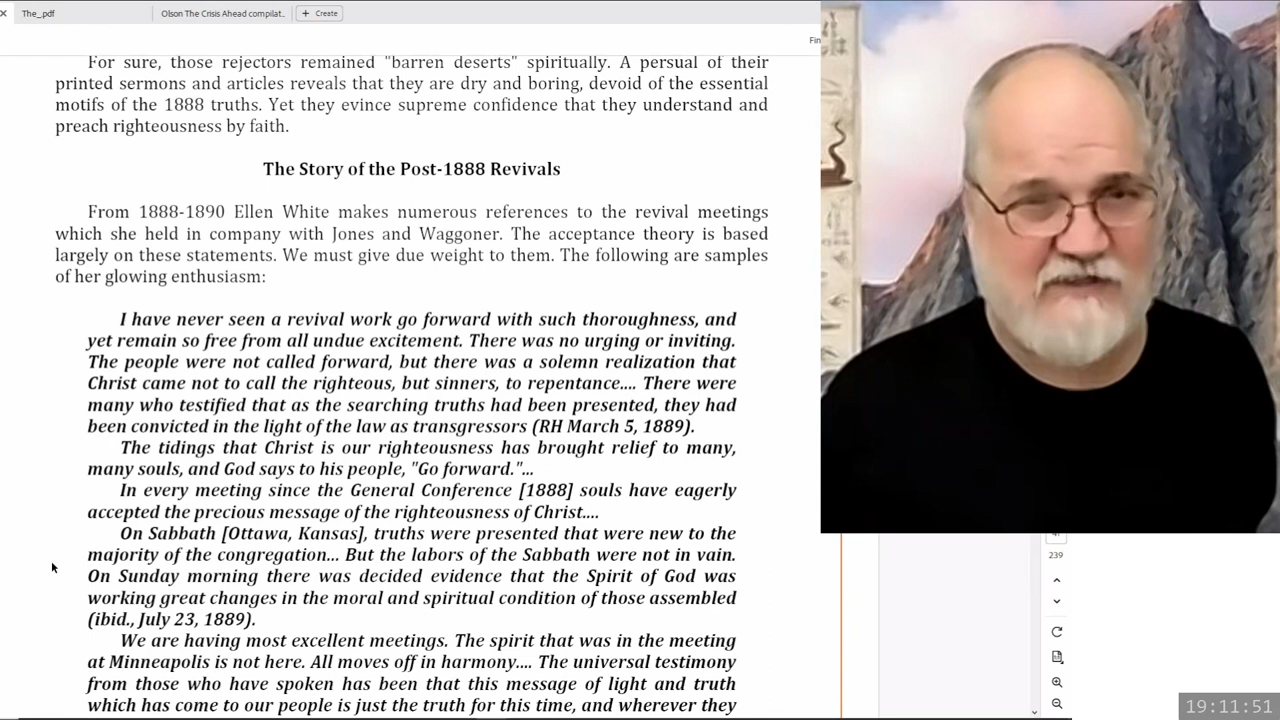 The_.pdf
Olson The Crisis Ahead compilat..
+ Create
Fin
For sure, those rejectors remained "barren deserts" spiritually. A persual of their
printed sermons and articles reveals that they are dry and boring, devoid of the essential
motifs of the 1888 truths. Yet they evince supreme confidence that they understand and
preach righteousness by faith.
The Story of the Post-1888 Revivals
From 1888-1890 Ellen White makes numerous references to the revival meetings
which she held in company with Jones and Waggoner. The acceptance theory is based
largely on these statements. We must give due weight to them. The following are samples
of her glowing enthusiasm:
I have never seen a revival work go forward with such thoroughness, and
yet remain so free from all undue excitement. There was no urging or inviting.
The people were not called forward, but there was a solemn realization that
Christ came not to call the righteous, but sinners, to repentance.... There were
many who testified that as the searching truths had been presented, they had
been convicted in the light of the law as transgressors (RH March 5, 1889).
The tidings that Christ is our righteousness has brought relief to many,
many souls, and God says to his people, "Go forward."...
In every meeting since the General Conference [1888] souls have eagerly
accepted the precious message of the righteousness of Christ....
On Sabbath [Ottawa, Kansas], truths were presented that were new to the
majority of the congregation... But the labors of the Sabbath were not in vain.
On Sunday morning there was decided evidence that the Spirit of God was
working great changes in the moral and spiritual condition of those assembled
(ibid., July 23, 1889).
We are having most excellent meetings. The spirit that was in the meeting
at Minneapolis is not here. All moves off in harmony.... The universal testimony
from those who have spoken has been that this message of light and truth
which has come to our people is just the truth for this time, and wherever they
239
19:11:51